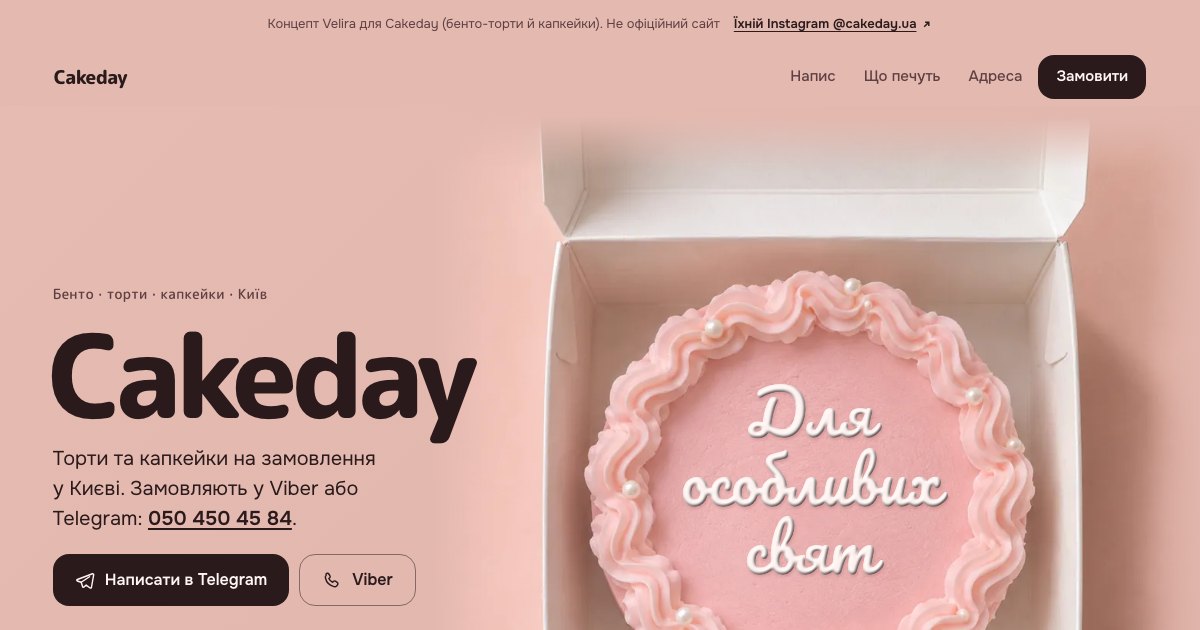 Концепт Velira для Cakeday (бенто-торти й капкейки). Не офіційний сайт Їхній Instagram @cakeday.ua ↗
Cakeday
Напис Що печуть Адреса Замовити
Бенто · торти · капкейки · Київ
Cakeday
Торти та капкейки на замовлення
у Києві. Замовляють у Viber або
Telegram: 050 450 45 84.
Написати в Telegram Viber
Для
особливих
свят